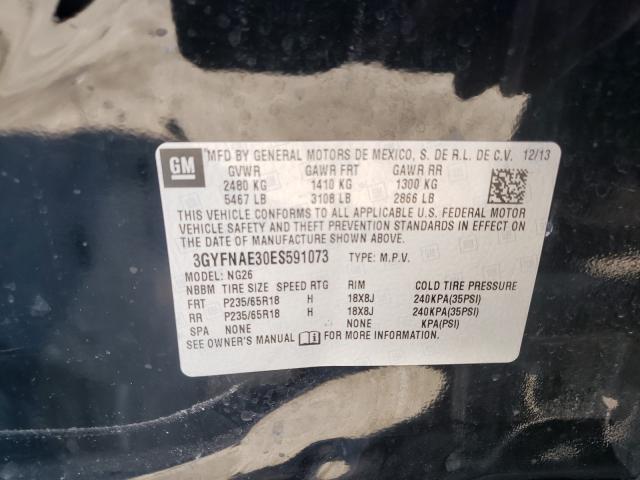 GM MFD BY GENERAL MOTORS DE MEXICO, S. DE R.L. DE C.V. 12/13
GVWR GAWR FRT GAWR RR
2480 KG 1410 KG 1300 KG
5467 LB 3108 LB 2866 LB
THIS VEHICLE CONFORMS TO ALL APPLICABLE U.S. FEDERAL MOTOR
VEHICLE SAFETY AND THEFT PREVENTION STANDARDS IN EFFECT ON
THE DATE OF MANUFACTURE SHOWN ABOVE.
3GYFNAE30ES591073 TYPE: M.P.V.
MODEL: NG26
NBBM TIRE SIZE SPEED RTG RIM COLD TIRE PRESSURE
FRT P235/65R18 H 18X8J 240KPA(35PSI)
RR P235/65R18 H 18X8J 240KPA(35PSI)
SPA NONE NONE KPA(PSI)
SEE OWNER'S MANUAL FOR MORE INFORMATION.